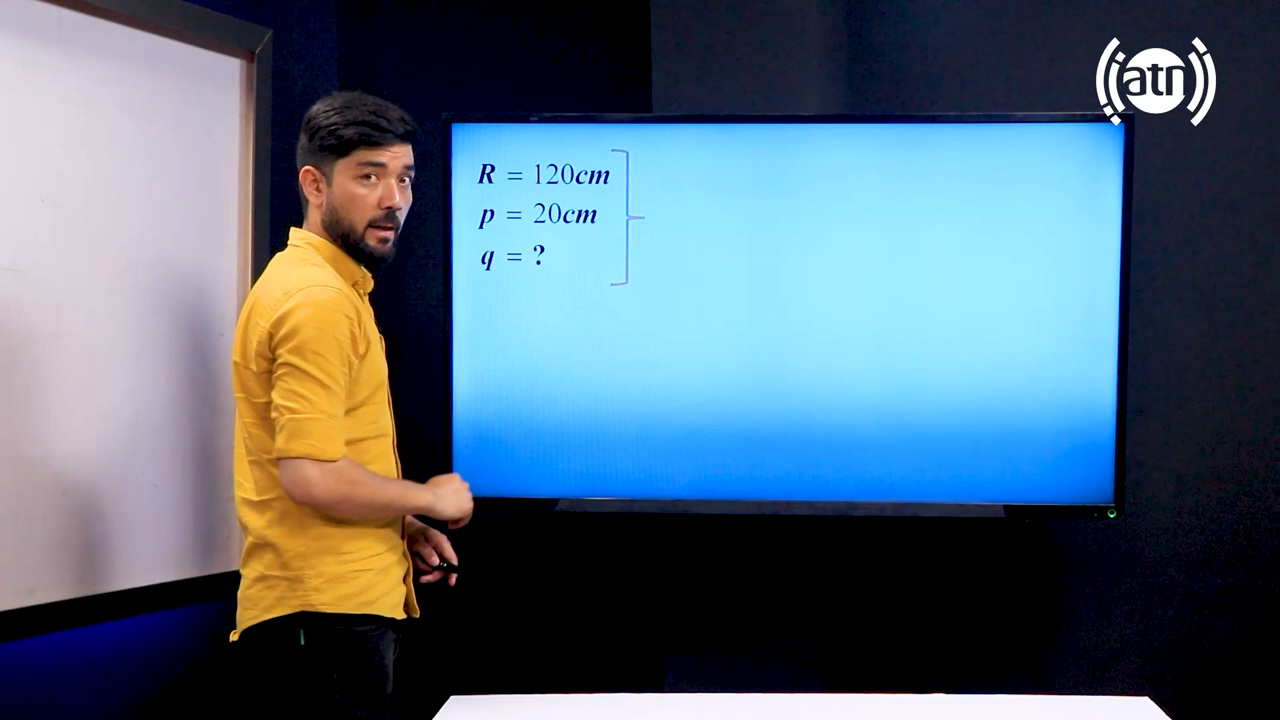 atn
R = 120cm
p = 20cm
q = ?